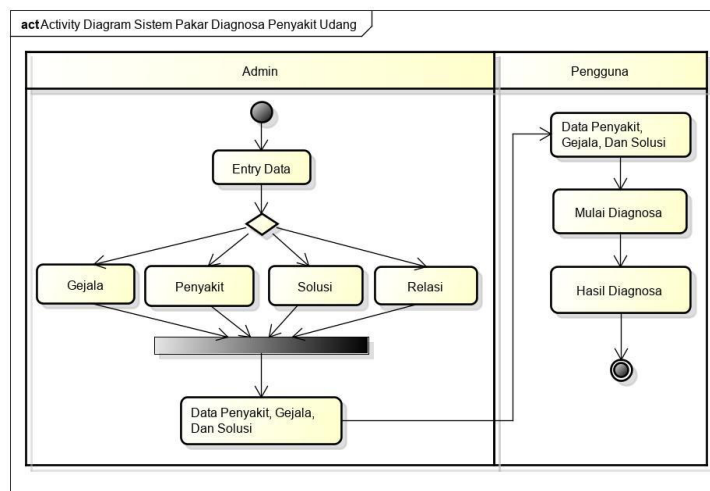 act Activity Diagram Sistem Pakar Diagnosa Penyakit Udang
Admin
Pengguna
Entry Data
Gejala
Penyakit
Solusi
Relasi
Data Penyakit, Gejala,
Dan Solusi
Data Penyakit,
Gejala, Dan Solusi
Mulai Diagnosa
Hasil Diagnosa